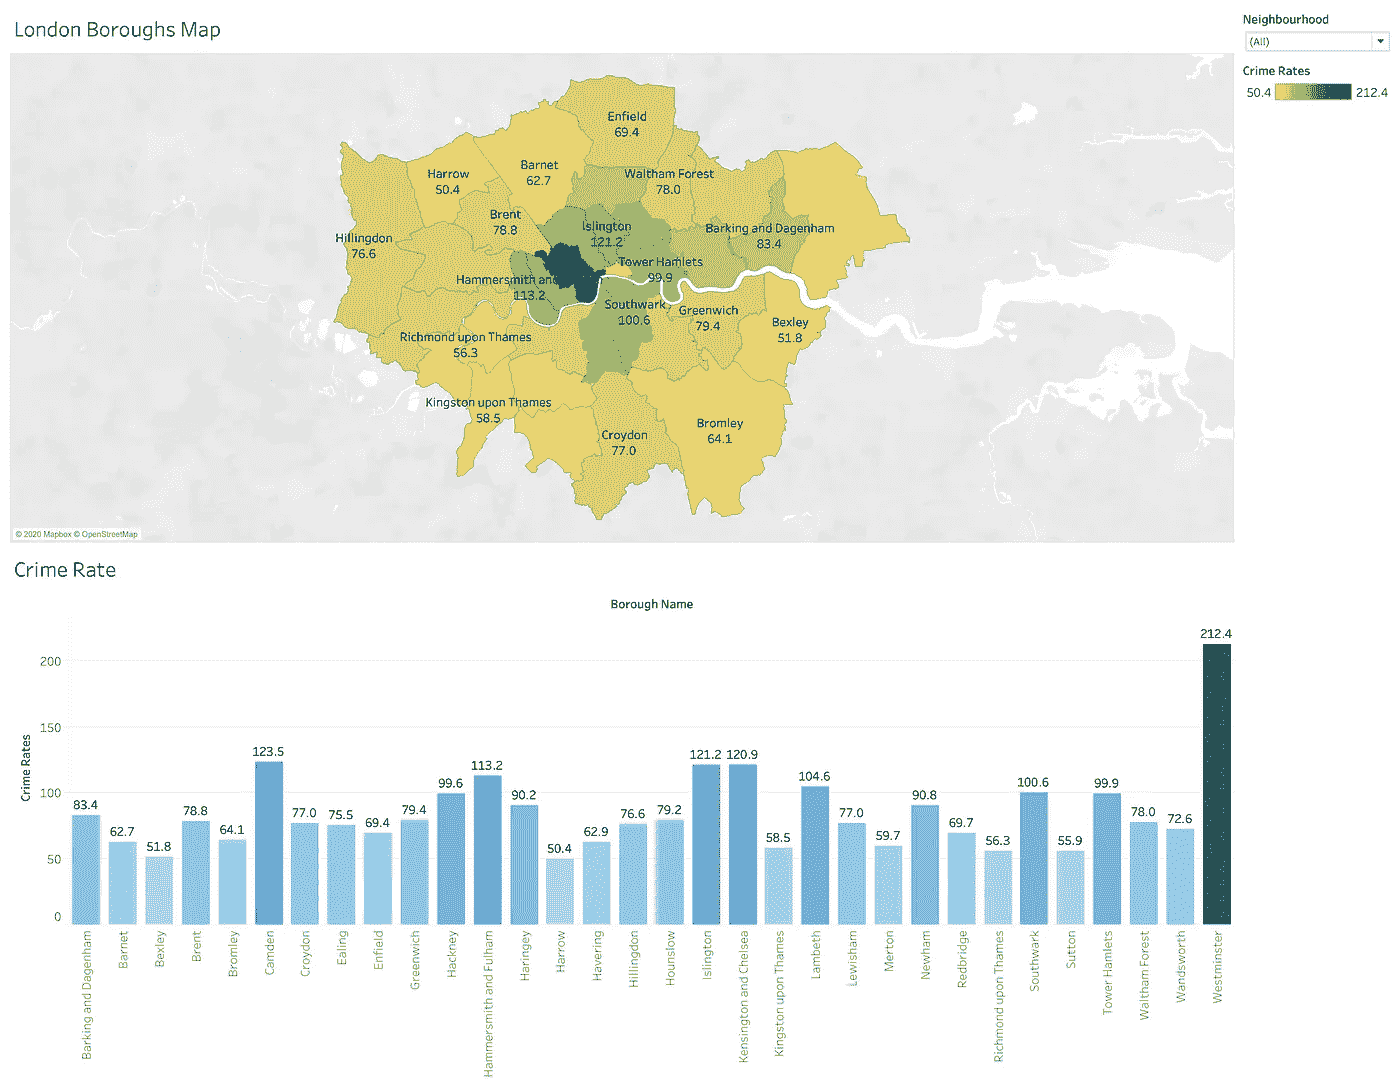 London Boroughs Map
Neighbourhood
(All)
Crime Rates
50.4
212.4
Enfield
69.4
Barnet
62.7
Harrow
50.4
Waltham Forest
78.0
Brent
78.8
Islington
121.2
Barking and Dagenham
83.4
Hillingdon
76.6
Tower Hamlets
99.9
Hammersmith and
113.2
Southwark
100.6
Greenwich
79.4
Bexley
51.8
Richmond upon Thames
56.3
Kingston upon Thames
58.5
Croydon
77.0
Bromley
64.1
© 2020 Mapbox © OpenStreetMap
Crime Rate
Borough Name
Crime Rates
200
150
100
50
0
83.4
62.7
51.8
78.8
64.1
123.5
77.0
75.5
69.4
79.4
99.6
113.2
90.2
50.4
62.9
76.6
79.2
121.2
120.9
58.5
104.6
77.0
59.7
90.8
69.7
56.3
100.6
55.9
99.9
78.0
72.6
212.4
Barking and Dagenham
Barnet
Bexley
Brent
Bromley
Camden
Croydon
Ealing
Enfield
Greenwich
Hackney
Hammersmith and Fulham
Haringey
Harrow
Havering
Hillingdon
Hounslow
Islington
Kensington and Chelsea
Kingston upon Thames
Lambeth
Lewisham
Merton
Newham
Redbridge
Richmond upon Thames
Southwark
Sutton
Tower Hamlets
Waltham Forest
Wandsworth
Westminster